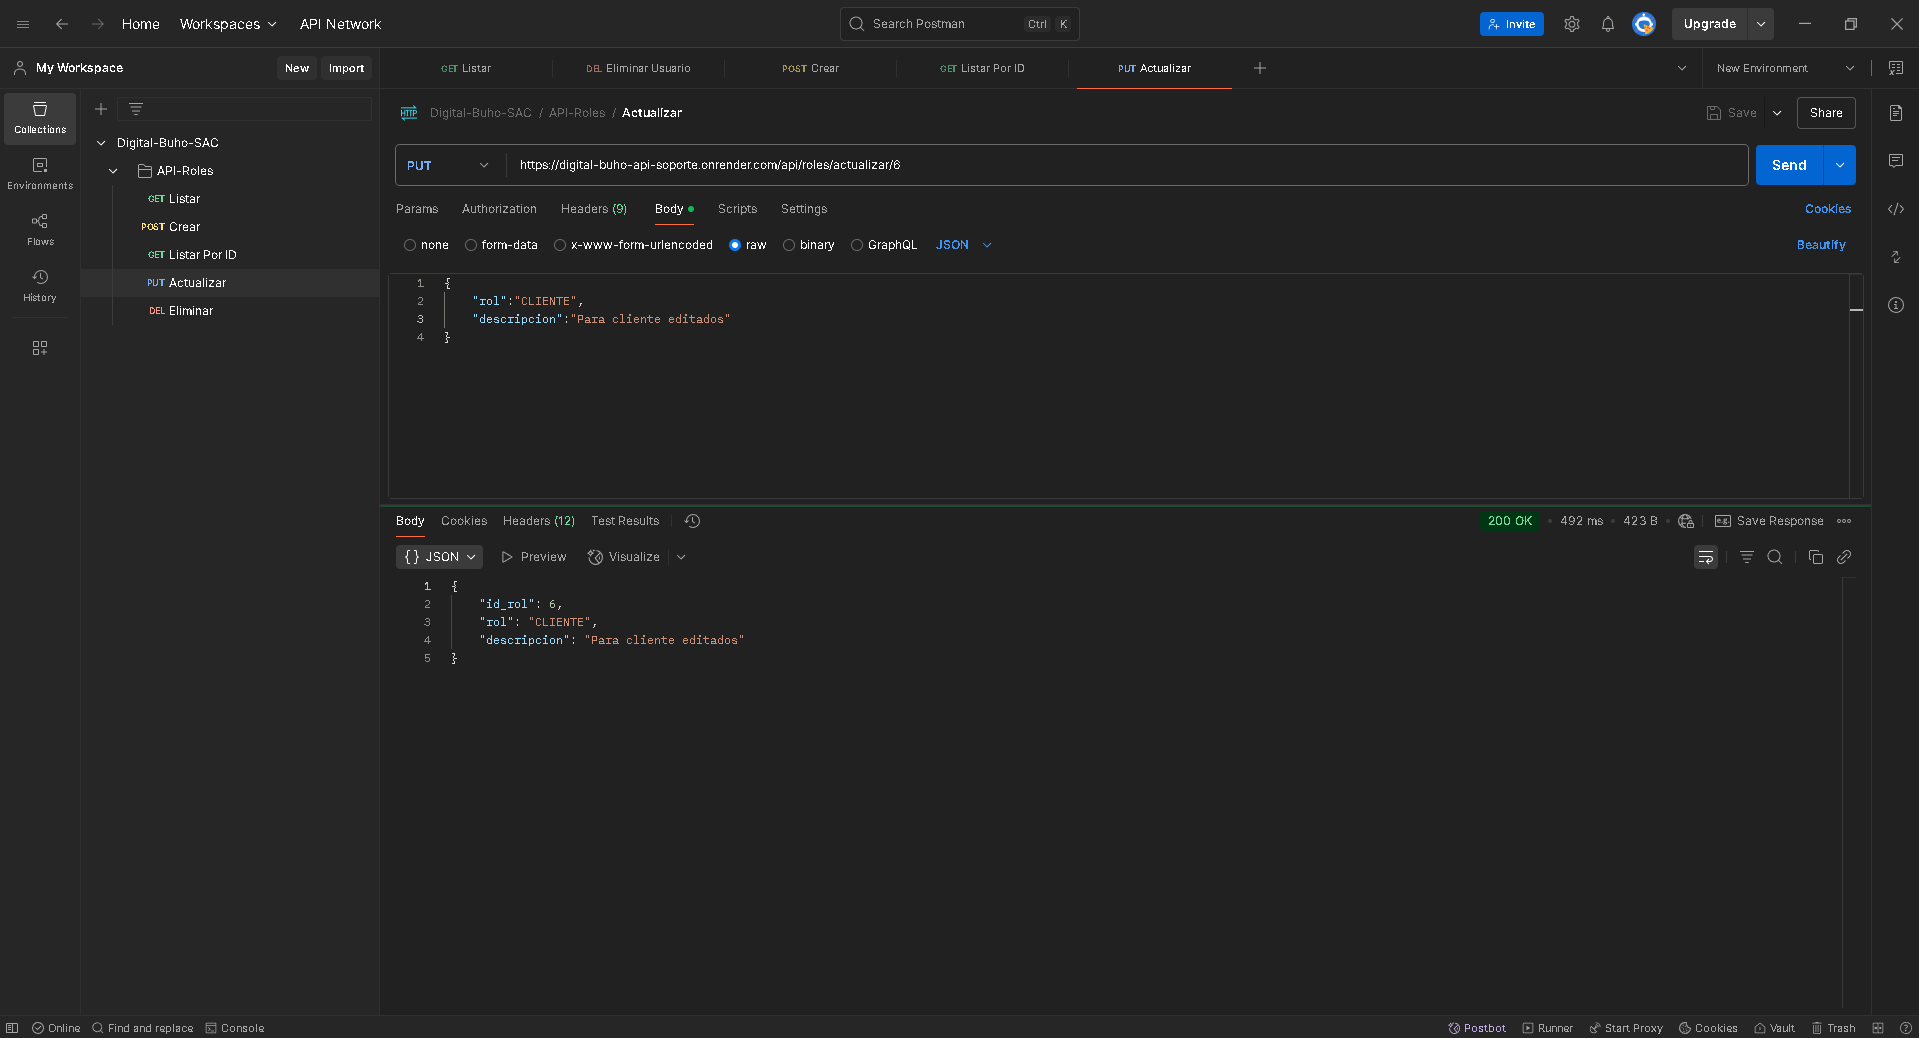 Home Workspaces API Network
Search Postman Ctrl K
Invite Upgrade
My Workspace New Import
GET Listar
DEL Eliminar Usuario
POST Crear
GET Listar Por ID
PUT Actualizar
New Environment
Collections
Environments
Flows
History
Digital-Buho-SAC
API-Roles
GET Listar
POST Crear
GET Listar Por ID
PUT Actualizar
DEL Eliminar
HTTP Digital-Buho-SAC / API-Roles / Actualizar
Save Share
PUT https://digital-buho-api-soporte.onrender.com/api/roles/actualizar/6
Send
Params Authorization Headers (9) Body Scripts Settings
Cookies
none form-data x-www-form-urlencoded raw binary GraphQL JSON
Beautify
1 {
2 "rol":"CLIENTE",
3 "descripcion":"Para cliente editados"
4 }
Body Cookies Headers (12) Test Results
200 OK • 492 ms • 423 B • Save Response
{} JSON Preview Visualize
1 {
2 "id_rol": 6,
3 "rol": "CLIENTE",
4 "descripcion": "Para cliente editados"
5 }
Online Find and replace Console
Postbot Runner Start Proxy Cookies Vault Trash